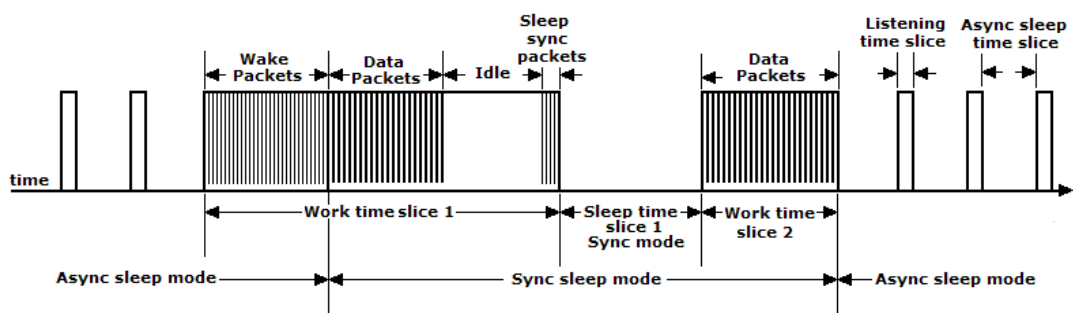 Sleep
sync
packets
Listening
time slice
Async sleep
time slice
Wake
Packets
Data
Packets
Idle
Data
Packets
time
Work time slice 1
Sleep time
slice 1
Sync mode
Work time
slice 2
Async sleep mode
Sync sleep mode
Async sleep mode